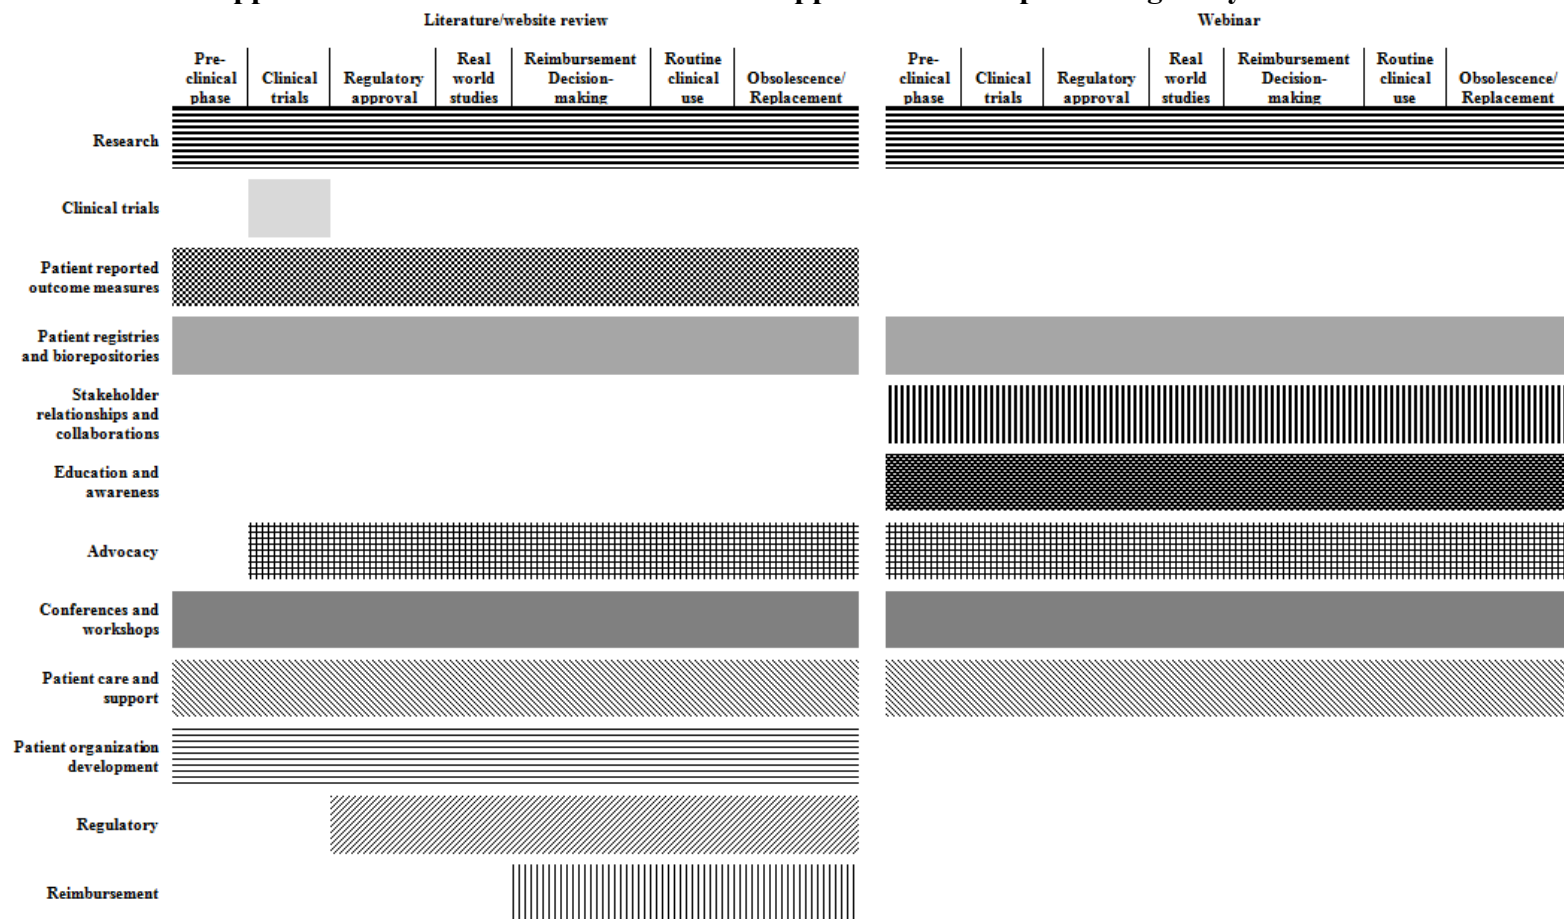 Literature/website review
Webinar
Pre-
clinical
phase
Clinical
trials
Regulatory
approval
Real
world
studies
Reimbursement
Decision-
making
Routine
clinical
use
Obsolescence/
Replacement
Pre-
clinical
phase
Clinical
trials
Regulatory
approval
Real
world
studies
Reimbursement
Decision-
making
Routine
clinical
use
Obsolescence/
Replacement
Research
Clinical trials
Patient reported
outcome measures
Patient registries
and biorepositories
Stakeholder
relationships and
collaborations
Education and
awareness
Advocacy
Conferences and
workshops
Patient care and
support
Patient organization
development
Regulatory
Reimbursement